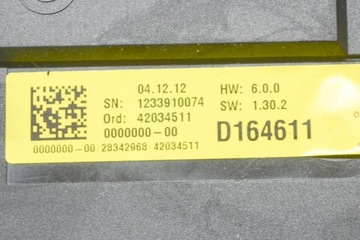 04.12.12 HW: 6.0.0
SN: 1233910074 SW: 1.30.2
Ord: 42034511
0000000-00 D164611
0000000-00 28342968 42034511